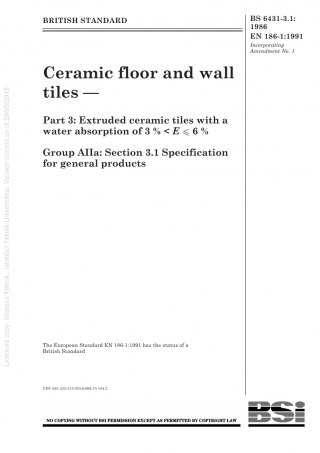 BRITISH STANDARD
BS 6431-3.1:
1986
EN 186-1:1991
Incorporating
Amendment No. 1
Ceramic floor and wall
tiles —
Part 3: Extruded ceramic tiles with a
water absorption of 3 % < E ⩽ 6 %
Group AIIa: Section 3.1 Specification
for general products
Licensed copy: Istanbul Teknik, Istanbul Teknik Universitesi, Version correct as of
The European Standard EN 186-1:1991 has the status of a
British Standard
NO COPYING WITHOUT BSI PERMISSION EXCEPT AS PERMITTED BY COPYRIGHT LAW
BSi